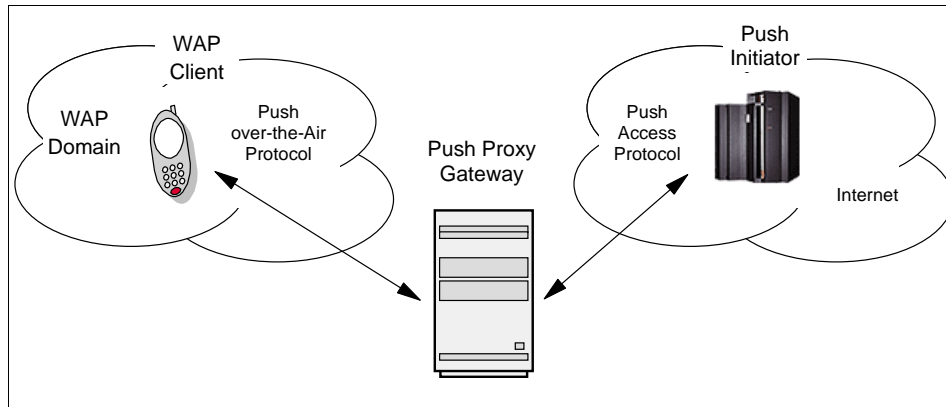 WAP
Client
WAP
Domain
Push
over-the-Air
Protocol
Push Proxy
Gateway
Push
Initiator
Push
Access
Protocol
Internet